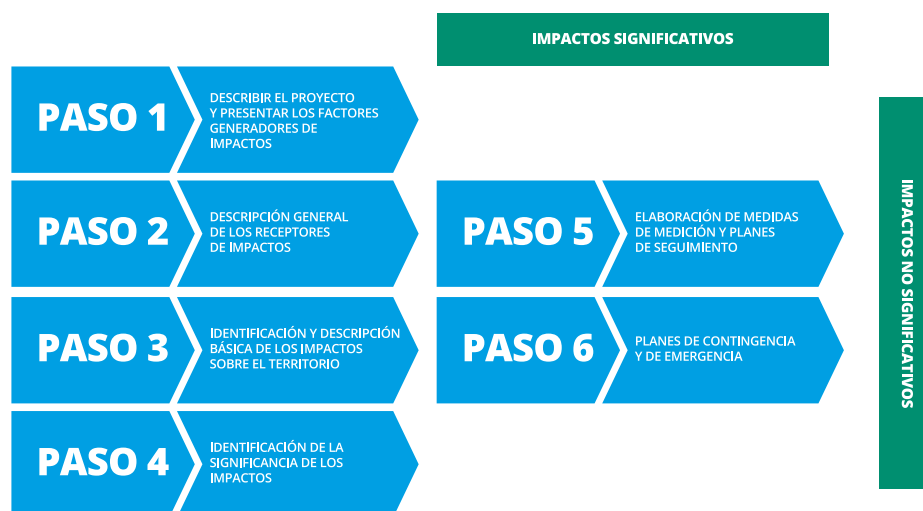 IMPACTOS SIGNIFICATIVOS
PASO 1
DESCRIBIR EL PROYECTO
Y PRESENTAR LOS FACTORES
GENERADORES DE
IMPACTOS
PASO 2
DESCRIPCIÓN GENERAL
DE LOS RECEPTORES
DE IMPACTOS
PASO 3
IDENTIFICACIÓN Y DESCRIPCIÓN
BÁSICA DE LOS IMPACTOS
SOBRE EL TERRITORIO
PASO 4
IDENTIFICACIÓN DE LA
SIGNIFICANCIA DE LOS
IMPACTOS
PASO 5
ELABORACIÓN DE MEDIDAS
DE MEDICIÓN Y PLANES
DE SEGUIMIENTO
PASO 6
PLANES DE CONTINGENCIA
Y DE EMERGENCIA
IMPACTOS NO SIGNIFICATIVOS